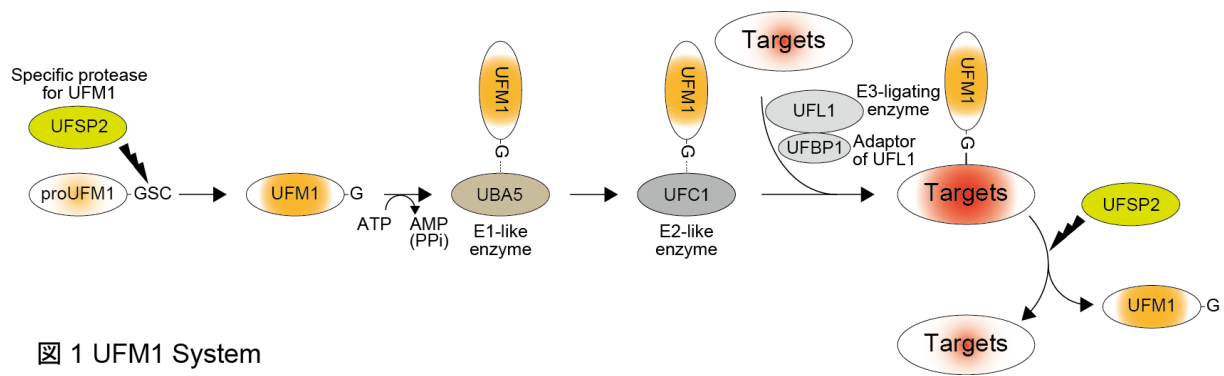 Specific protease
for UFM1
UFSP2
proUFM1
GSC
UFM1
G
ATP
AMP
(PPi)
UFM1
G
UBA5
E1-like
enzyme
UFM1
G
UFC1
E2-like
enzyme
Targets
UFL1
E3-ligating
enzyme
UFBP1
Adaptor
of UFL1
UFM1
G
Targets
UFSP2
UFM1
G
Targets
図 1 UFM1 System